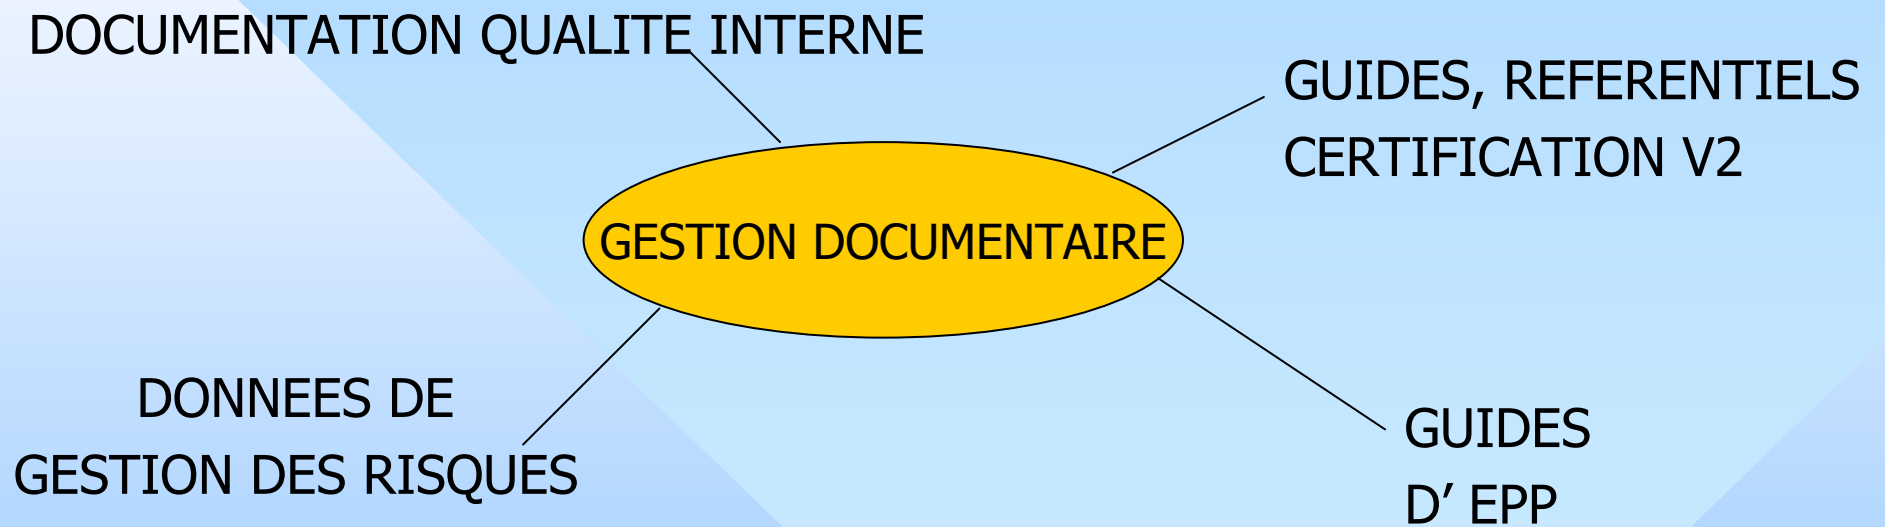 DOCUMENTATION QUALITE INTERNE
GUIDES, REFERENTIELS
CERTIFICATION V2
GESTION DOCUMENTAIRE
DONNEES DE
GESTION DES RISQUES
GUIDES
D’ EPP